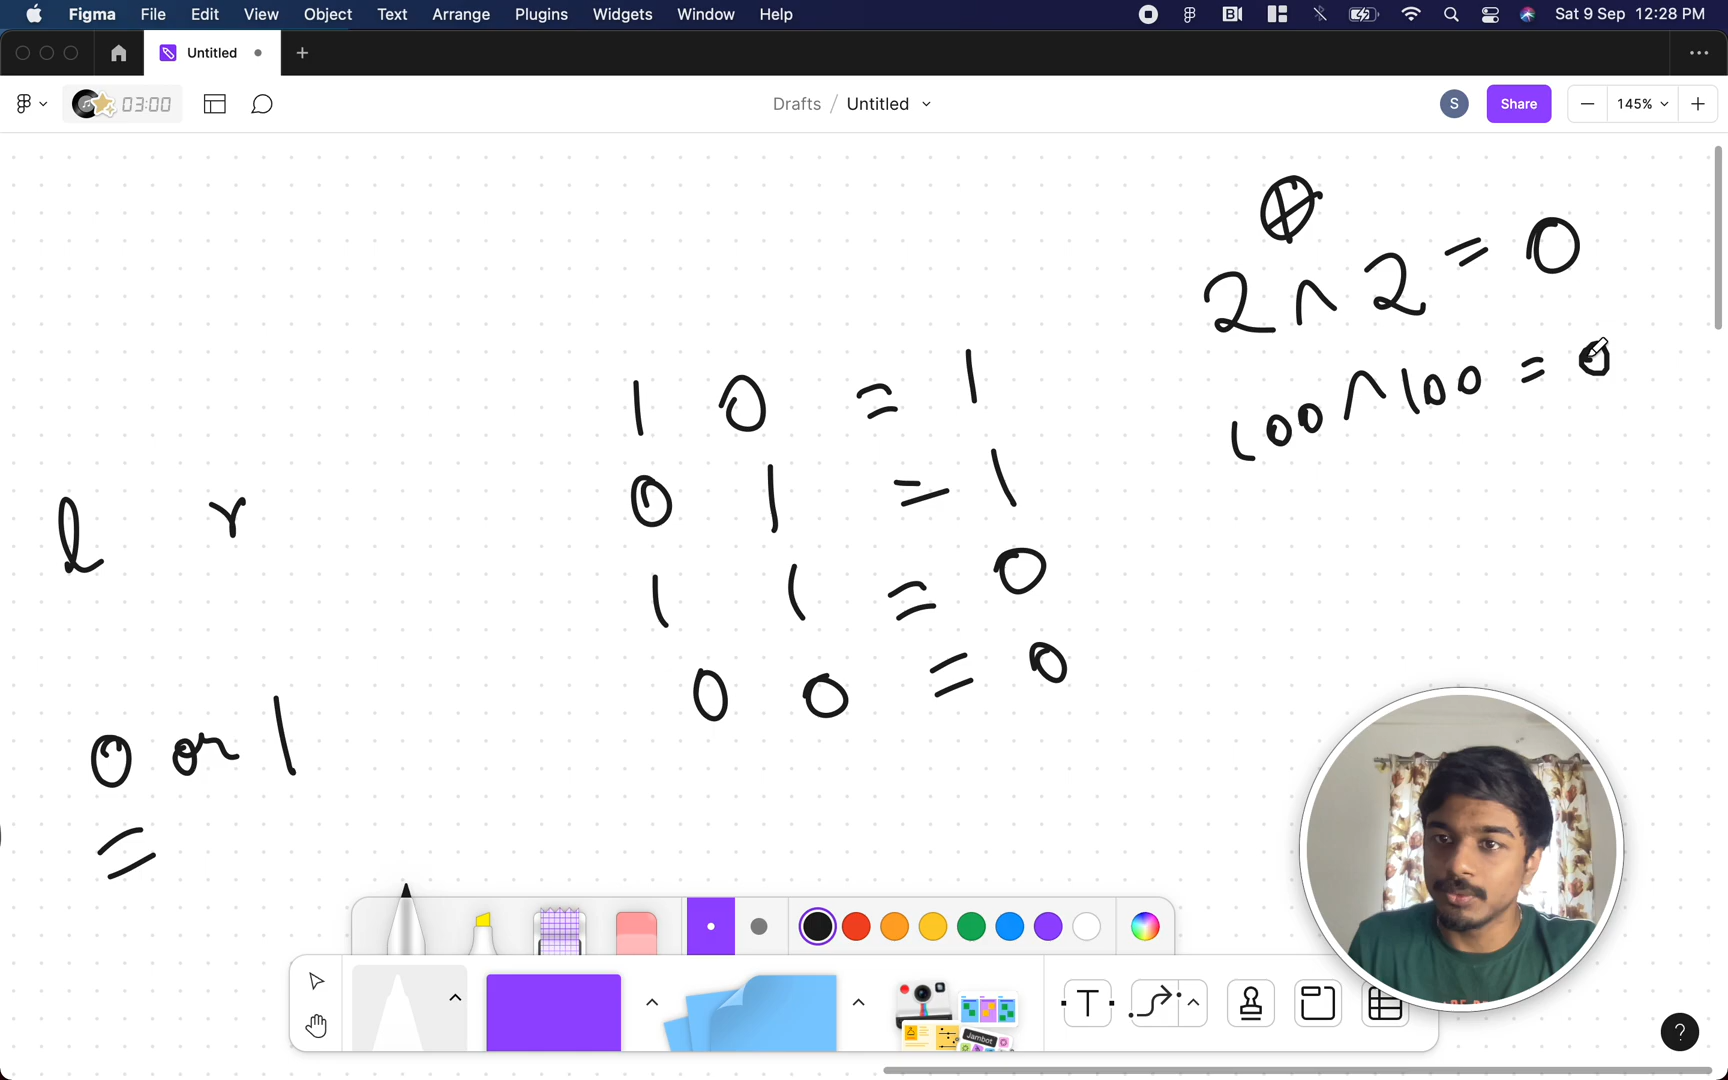 Figma File Edit View Object Text Arrange Plugins Widgets Window Help Sat 9 Sep 12:28 PM
Untitled
03:00 Drafts / Untitled S Share 145%
⊕
2 ^ 2 = 0
100 ^ 100 = 0
1 0 = 1
0 1 = 1
1 1 = 0
0 0 = 0
l r
0 or 1
=
T
Jambot
?